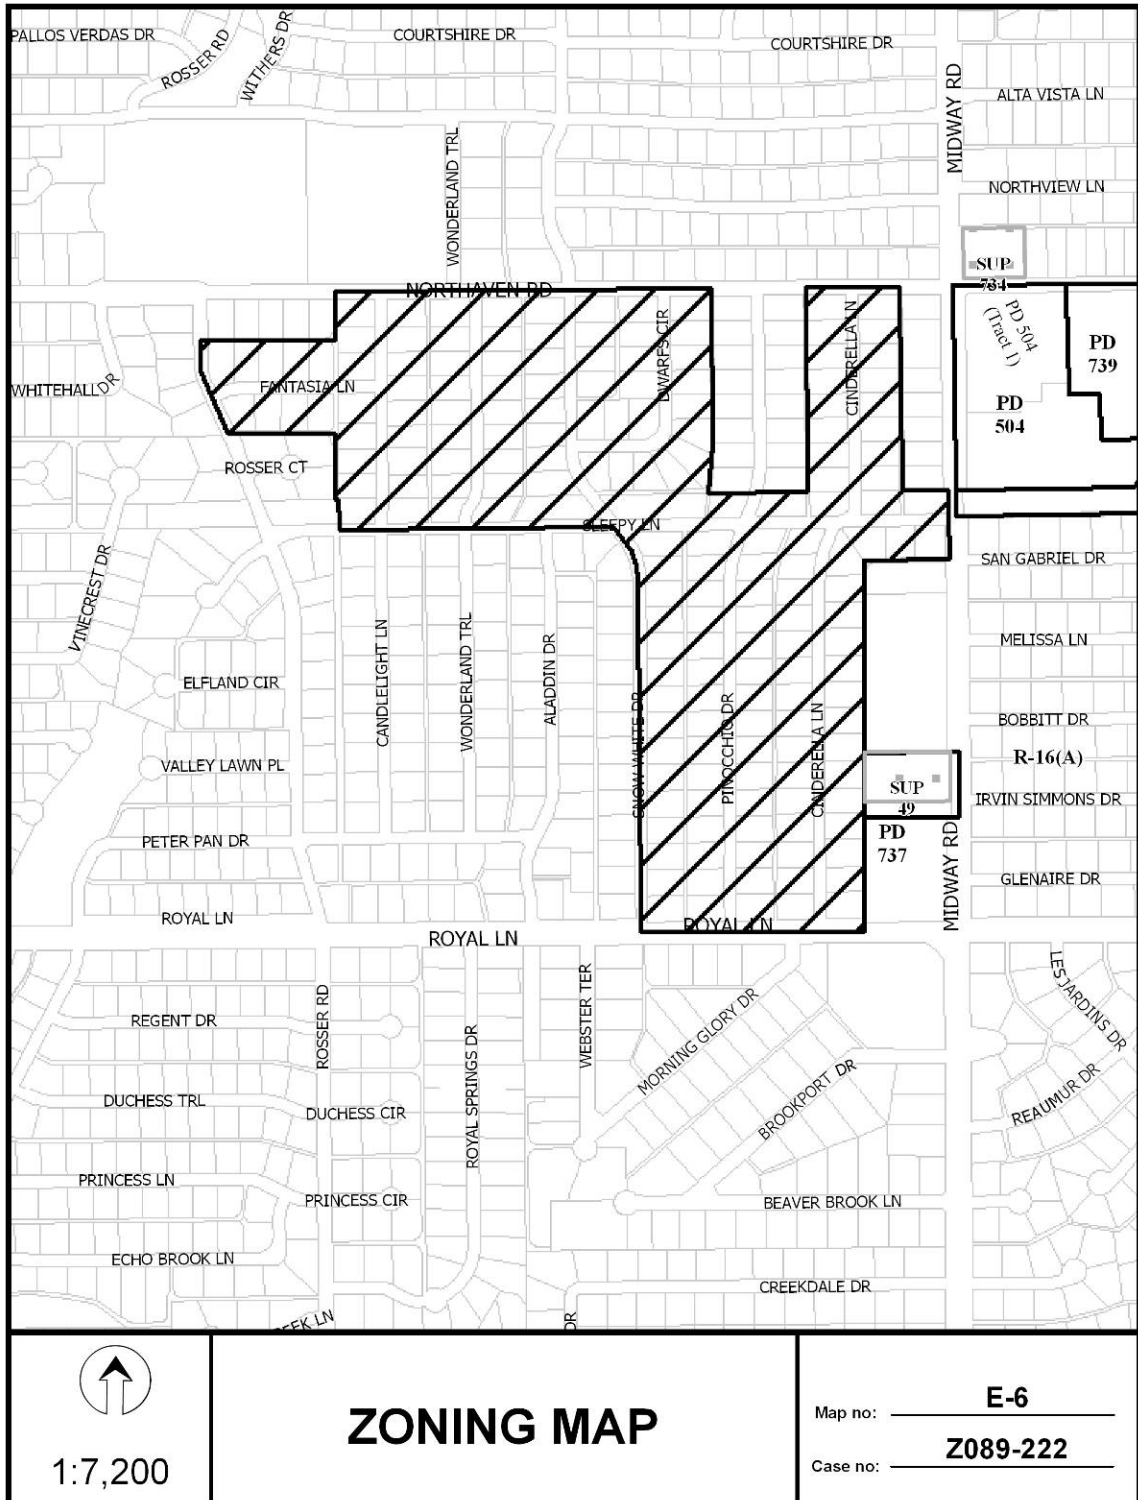 PALLOS VERDAS DR
ROSSER RD
WITHERS DR
COURTSHIRE DR
COURTSHIRE DR
MIDWAY RD
ALTA VISTA LN
WONDERLAND TRL
NORTHVIEW LN
SUP
734
NORTHAVEN RD
PD 504
(Tract 1)
PD
739
DWARFS CIR
CINDERELLA LN
WHITEHALL DR
FANTASIA LN
PD
504
ROSSER CT
SLEEPY LN
SAN GABRIEL DR
VINECREST DR
MELISSA LN
CANDLELIGHT LN
WONDERLAND TRL
ALADDIN DR
ELFLAND CIR
SNOW WHITE DR
PINOCCHIO DR
CINDERELLA LN
BOBBITT DR
R-16(A)
VALLEY LAWN PL
SUP
49
IRVIN SIMMONS DR
PETER PAN DR
PD
737
MIDWAY RD
GLENAIRE DR
ROYAL LN
ROYAL LN
ROYAL LN
LESJARDINS DR
REGENT DR
ROSSER RD
ROYAL SPRINGS DR
WEBSTER TER
MORNING GLORY DR
BROOKPORT DR
REAUMUR DR
DUCHESS TRL
DUCHESS CIR
PRINCESS LN
PRINCESS CIR
BEAVER BROOK LN
ECHO BROOK LN
CREEKDALE DR
EEK LN
DR
1:7,200
ZONING MAP
Map no: E-6
Case no: Z089-222